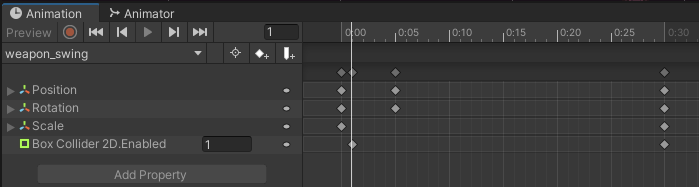 Animation Animator
Preview 1 0:00 0:05 0:10 0:15 0:20 0:25 0:30
weapon_swing
Position
Rotation
Scale
Box Collider 2D.Enabled 1
Add Property